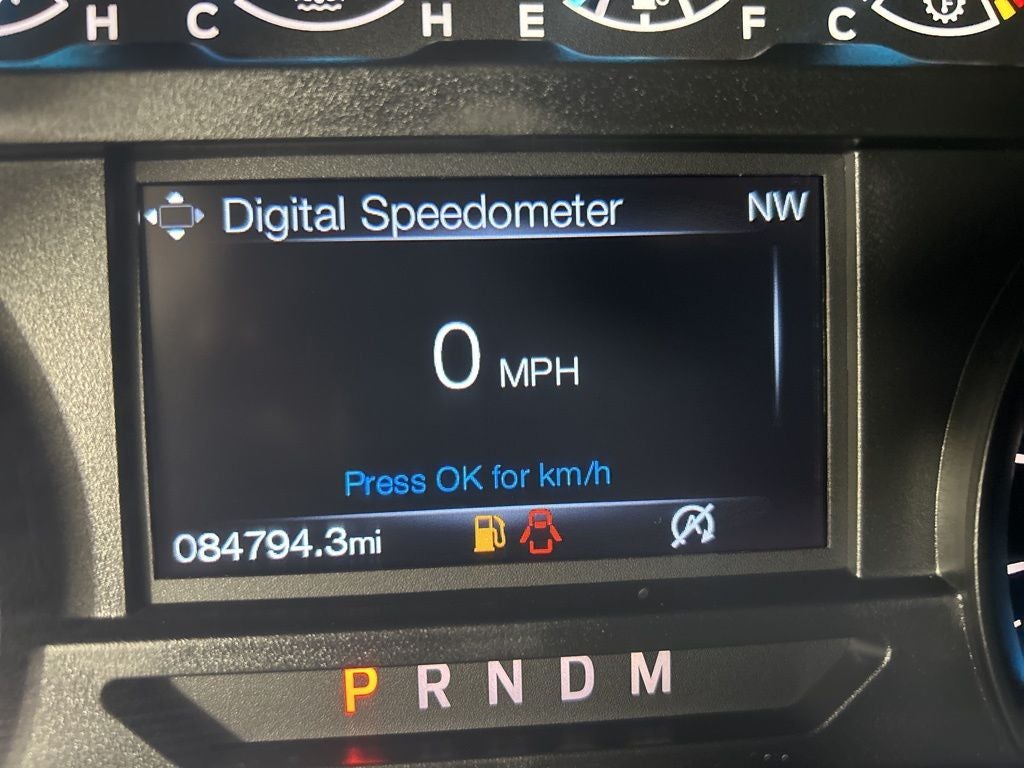 H C H E F C
Digital Speedometer NW
0 MPH
Press OK for km/h
084794.3mi
P R N D M